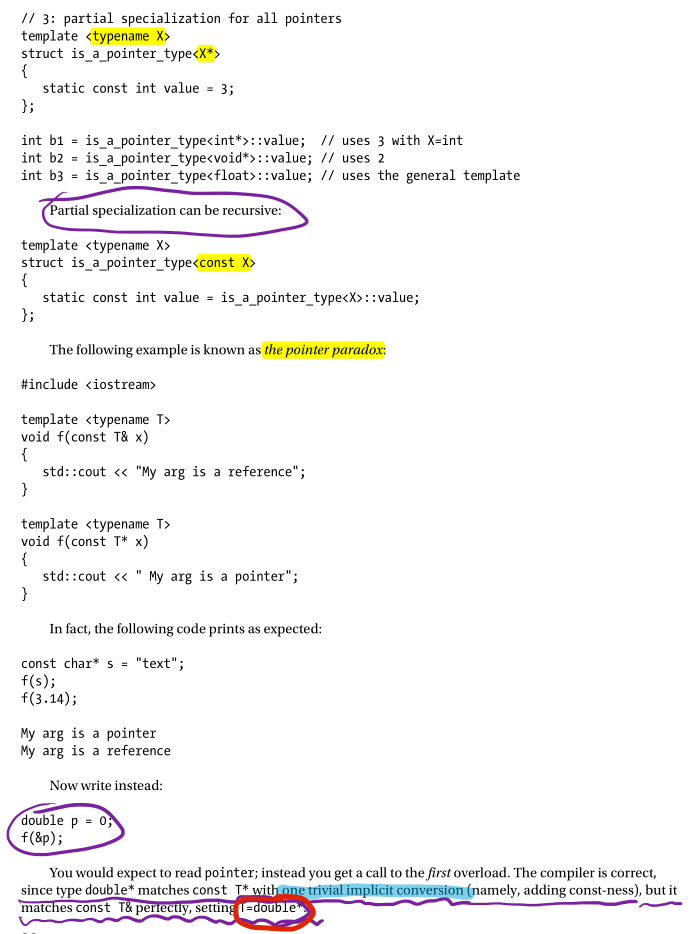 // 3: partial specialization for all pointers
template <typename X>
struct is_a_pointer_type<X*>
{
static const int value = 3;
};
int b1 = is_a_pointer_type<int*>::value; // uses 3 with X=int
int b2 = is_a_pointer_type<void*>::value; // uses 2
int b3 = is_a_pointer_type<float>::value; // uses the general template
Partial specialization can be recursive:
template <typename X>
struct is_a_pointer_type<const X>
{
static const int value = is_a_pointer_type<X>::value;
};
The following example is known as the pointer paradox:
#include <iostream>
template <typename T>
void f(const T& x)
{
std::cout << "My arg is a reference";
}
template <typename T>
void f(const T* x)
{
std::cout << " My arg is a pointer";
}
In fact, the following code prints as expected:
const char* s = "text";
f(s);
f(3.14);
My arg is a pointer
My arg is a reference
Now write instead:
double p = 0;
f(&p);
You would expect to read pointer; instead you get a call to the first overload. The compiler is correct,
since type double* matches const T* with one trivial implicit conversion (namely, adding const-ness), but it
matches const T& perfectly, setting T=double*.